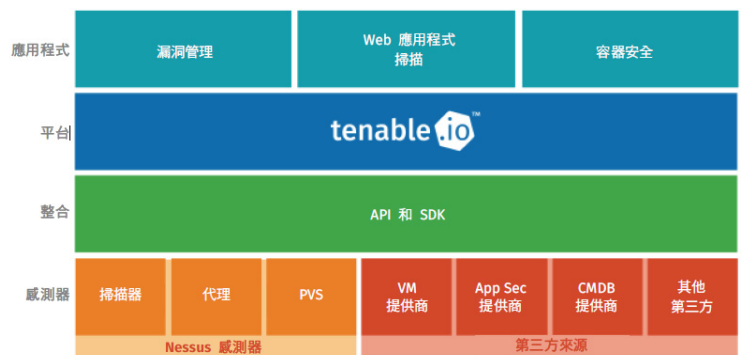 應用程式
漏洞管理
Web 應用程式
掃描
容器安全
平台
tenable.io™
整合
API 和 SDK
感測器
掃描器
代理
PVS
VM
提供商
App Sec
提供商
CMDB
提供商
其他
第三方
Nessus 感測器
第三方來源